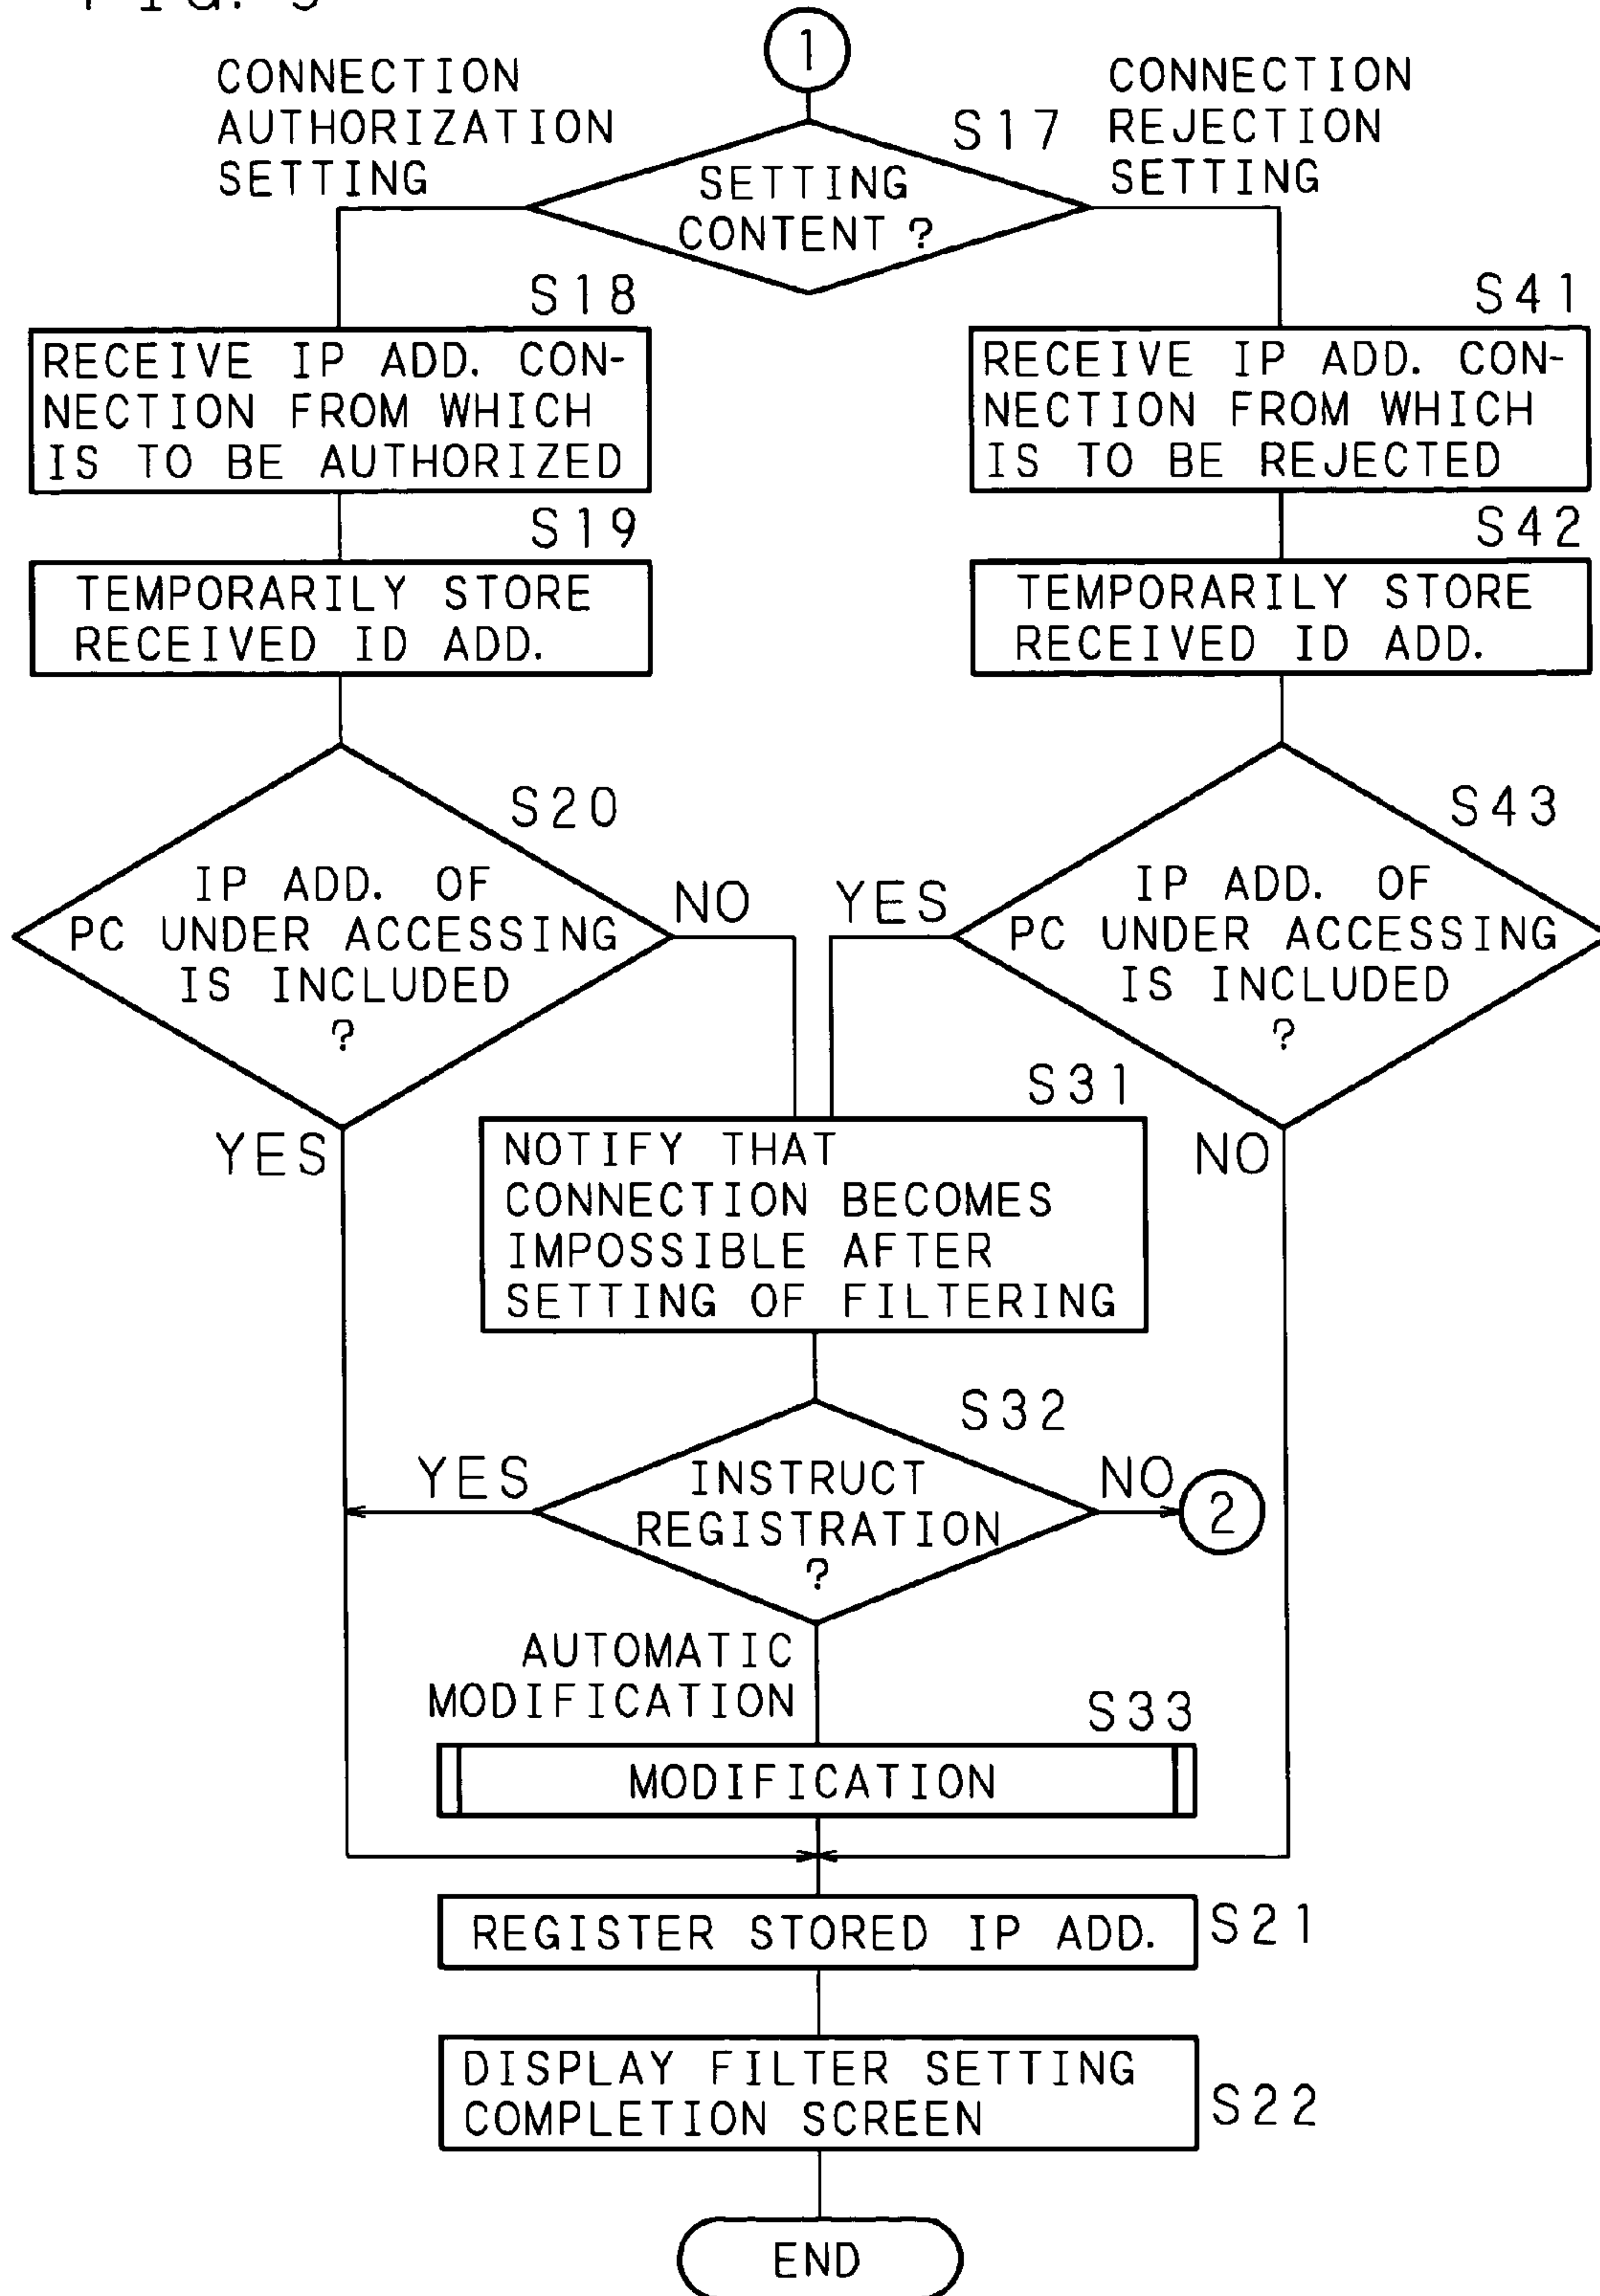 ①
CONNECTION
AUTHORIZATION
SETTING
S17
CONNECTION
REJECTION
SETTING
SETTING
CONTENT ?
S18
RECEIVE IP ADD. CON-
NECTION FROM WHICH
IS TO BE AUTHORIZED
S41
RECEIVE IP ADD. CON-
NECTION FROM WHICH
IS TO BE REJECTED
S19
TEMPORARILY STORE
RECEIVED ID ADD.
S42
TEMPORARILY STORE
RECEIVED ID ADD.
S20
IP ADD. OF
PC UNDER ACCESSING
IS INCLUDED
?
NO
YES
S43
IP ADD. OF
PC UNDER ACCESSING
IS INCLUDED
?
YES
NO
S31
NOTIFY THAT
CONNECTION BECOMES
IMPOSSIBLE AFTER
SETTING OF FILTERING
S32
YES
INSTRUCT
REGISTRATION
?
NO
②
AUTOMATIC
MODIFICATION
S33
MODIFICATION
REGISTER STORED IP ADD.
S21
DISPLAY FILTER SETTING
COMPLETION SCREEN
S22
END